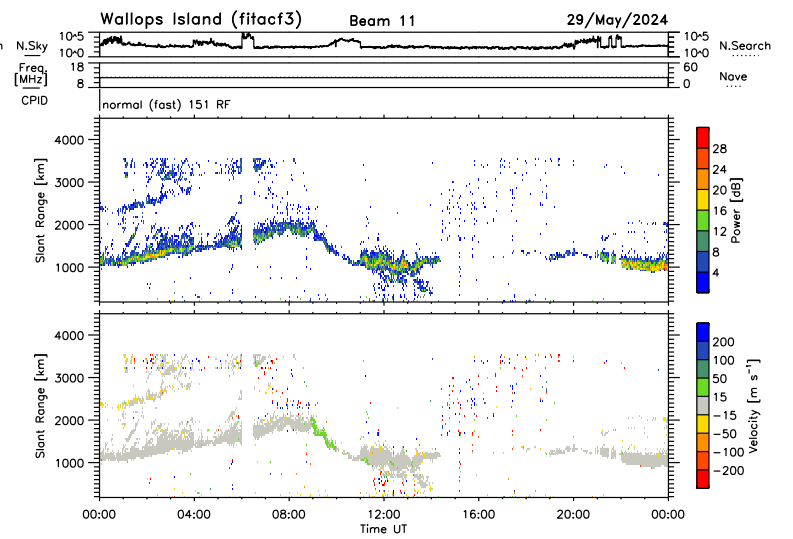 Wallops Island (fitacf3) Beam 11 29/May/2024
N.Sky 10^5 10^0 10^5 10^0 N.Search
Freq. [MHz] 18 8 60 0 Nave
CPID normal (fast) 151 RF
Slant Range [km]
4000
3000
2000
1000
28
24
20
16
12
8
4
Power [dB]
Slant Range [km]
4000
3000
2000
1000
200
100
50
15
-15
-50
-100
-200
Velocity [m s⁻¹]
00:00 04:00 08:00 12:00 16:00 20:00 00:00
Time UT